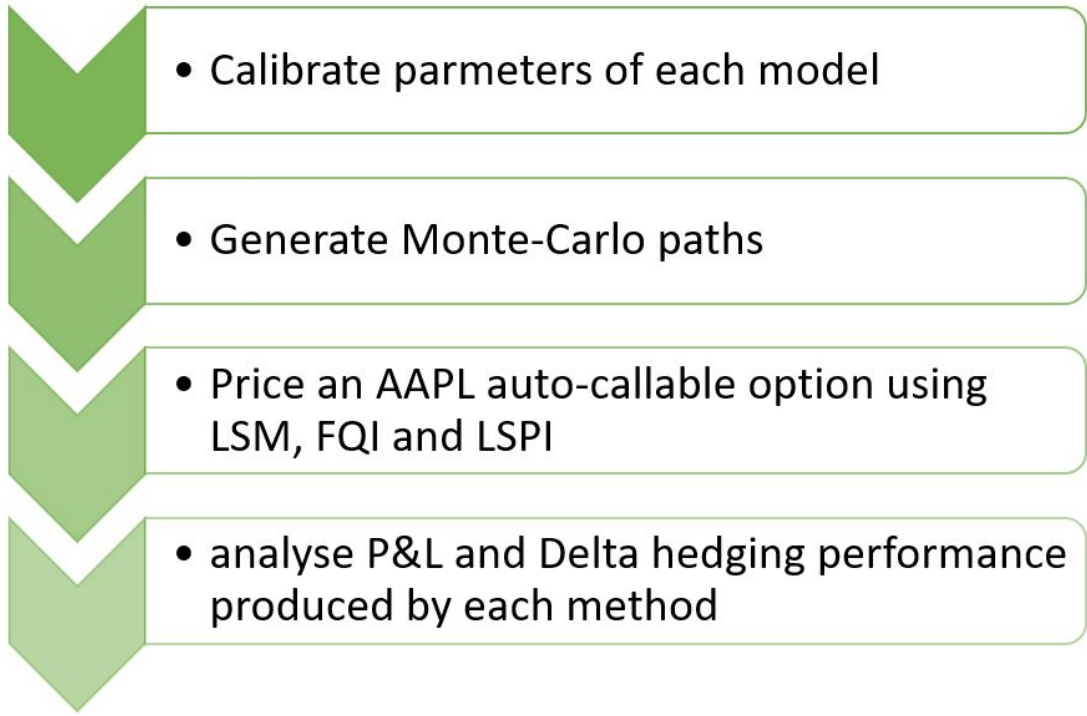 • Calibrate parmeters of each model
• Generate Monte-Carlo paths
• Price an AAPL auto-callable option using
LSM, FQI and LSPI
• analyse P&L and Delta hedging performance
produced by each method